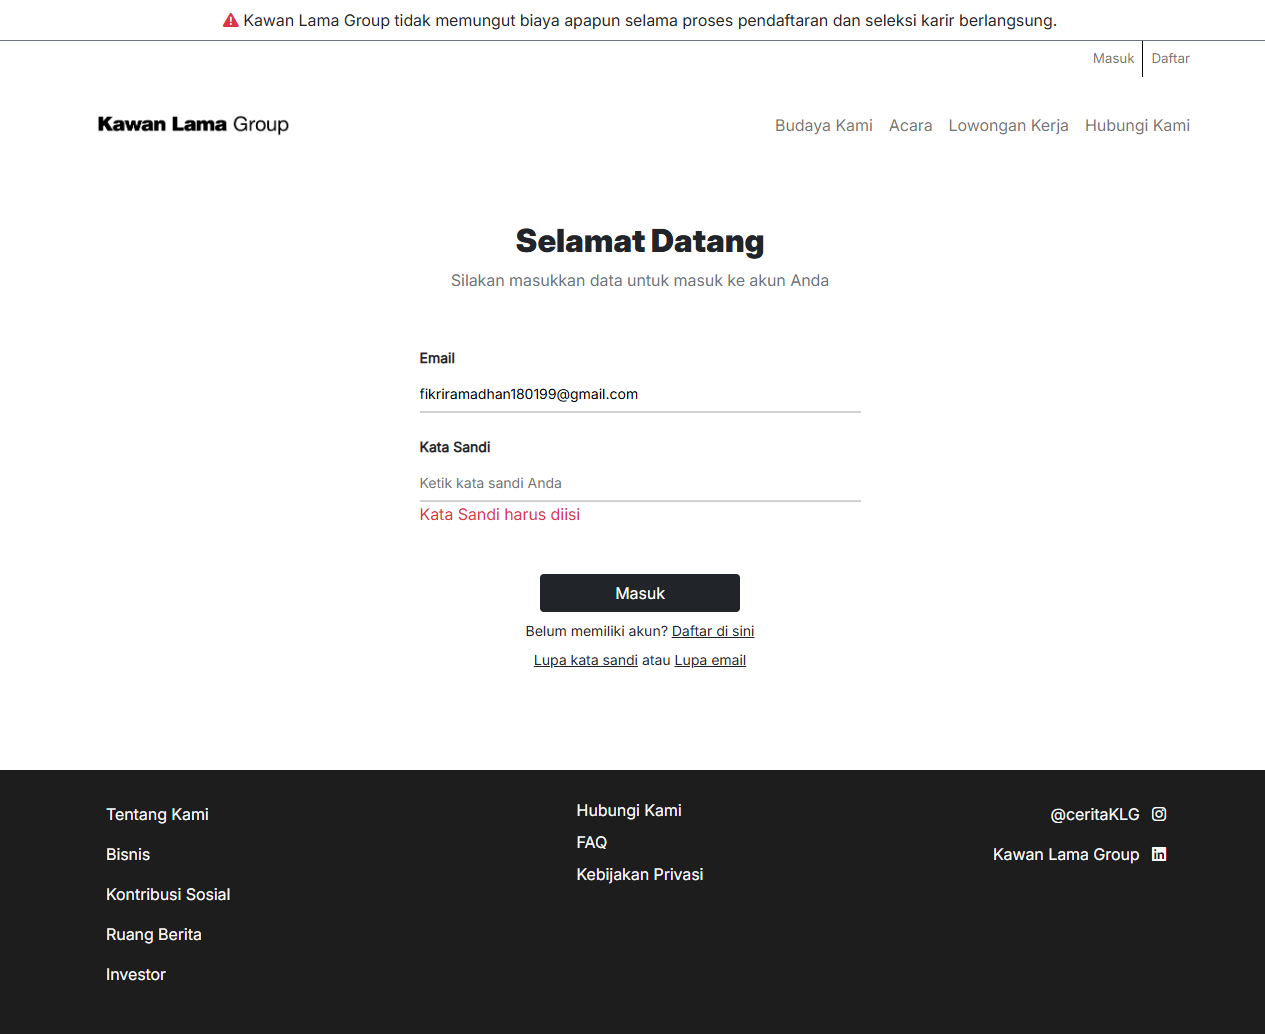 Kawan Lama Group tidak memungut biaya apapun selama proses pendaftaran dan seleksi karir berlangsung.
Masuk Daftar
Kawan Lama Group
Budaya Kami Acara Lowongan Kerja Hubungi Kami
Selamat Datang
Silakan masukkan data untuk masuk ke akun Anda
Email
fikriramadhan180199@gmail.com
Kata Sandi
Ketik kata sandi Anda
Kata Sandi harus diisi
Masuk
Belum memiliki akun? Daftar di sini
Lupa kata sandi atau Lupa email
Tentang Kami
Bisnis
Kontribusi Sosial
Ruang Berita
Investor
Hubungi Kami
FAQ
Kebijakan Privasi
@ceritaKLG
Kawan Lama Group